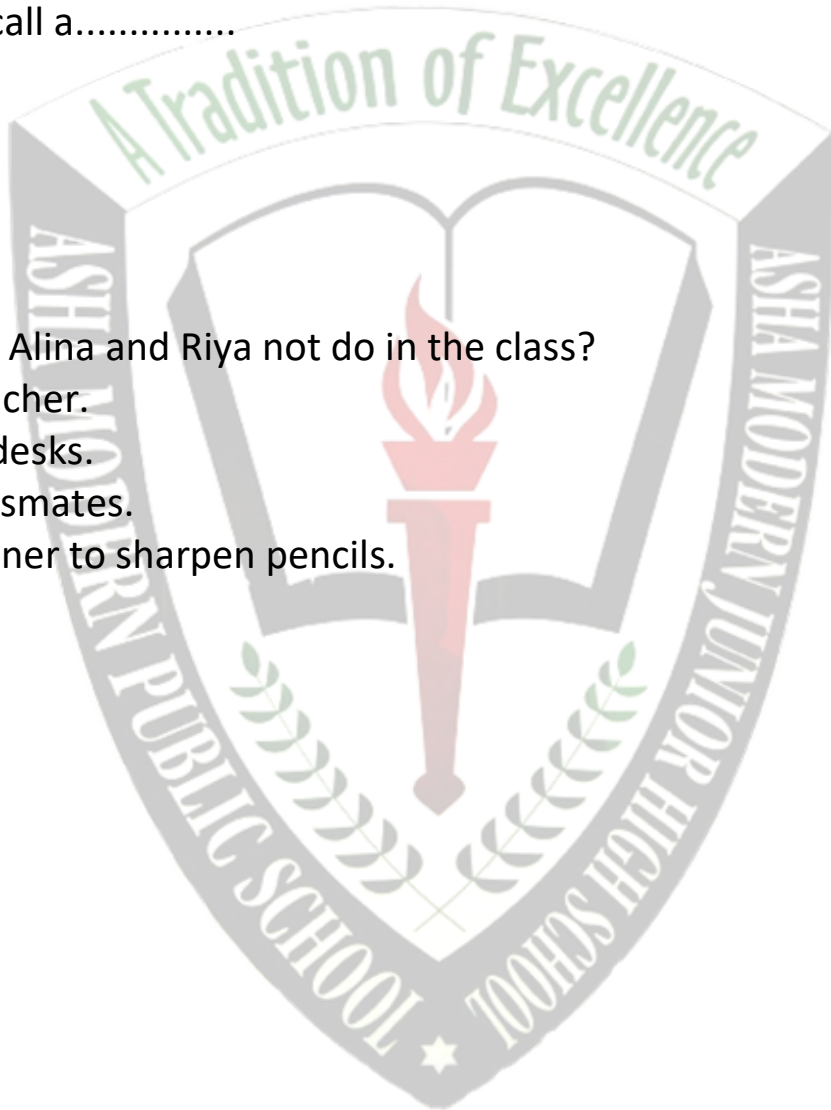 call a...............
A Tradition of Excellence
Alina and Riya not do in the class?
cher.
desks.
smates.
ner to sharpen pencils.
ASHA MODERN PUBLIC SCHOOL
ASHA MODERN JUNIOR HIGH SCHOOL